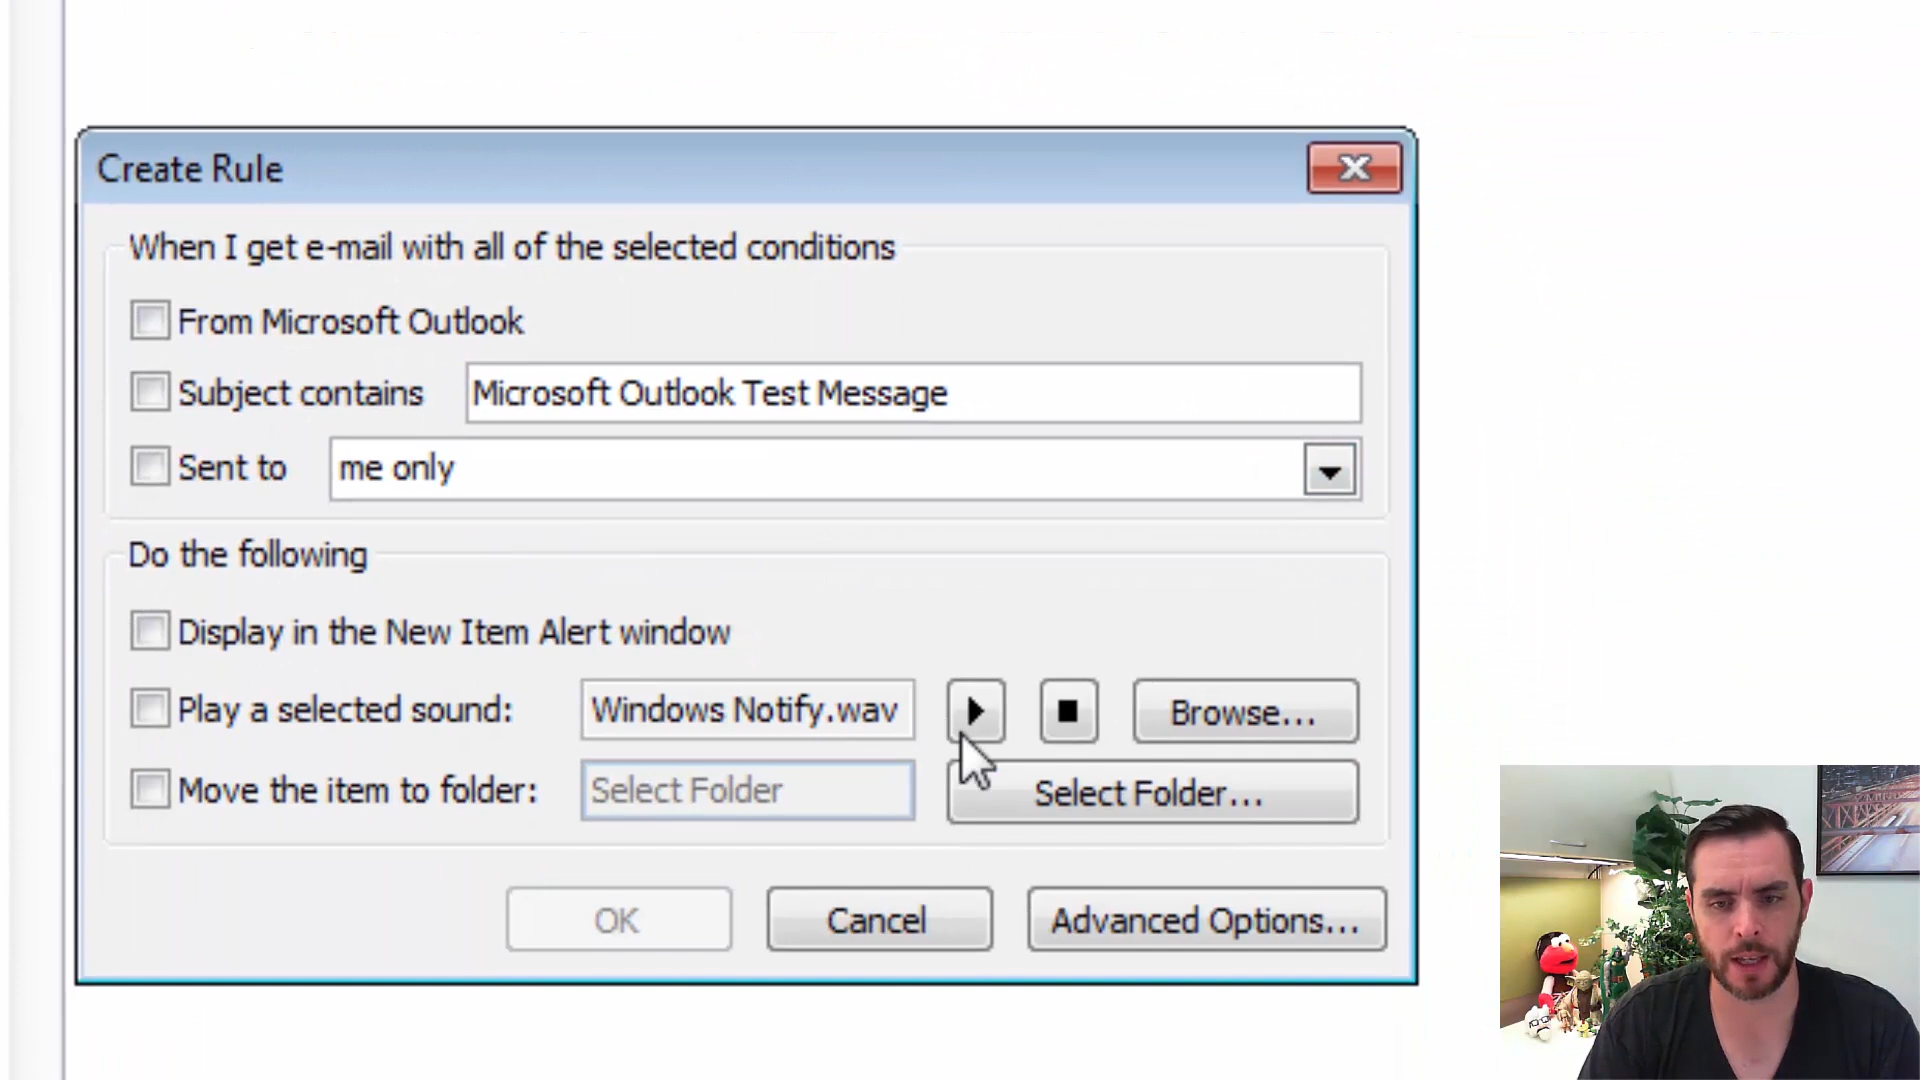 Create Rule
When I get e-mail with all of the selected conditions
From Microsoft Outlook
Subject contains Microsoft Outlook Test Message
Sent to me only
Do the following
Display in the New Item Alert window
Play a selected sound: Windows Notify.wav Browse...
Move the item to folder: Select Folder Select Folder...
OK Cancel Advanced Options...